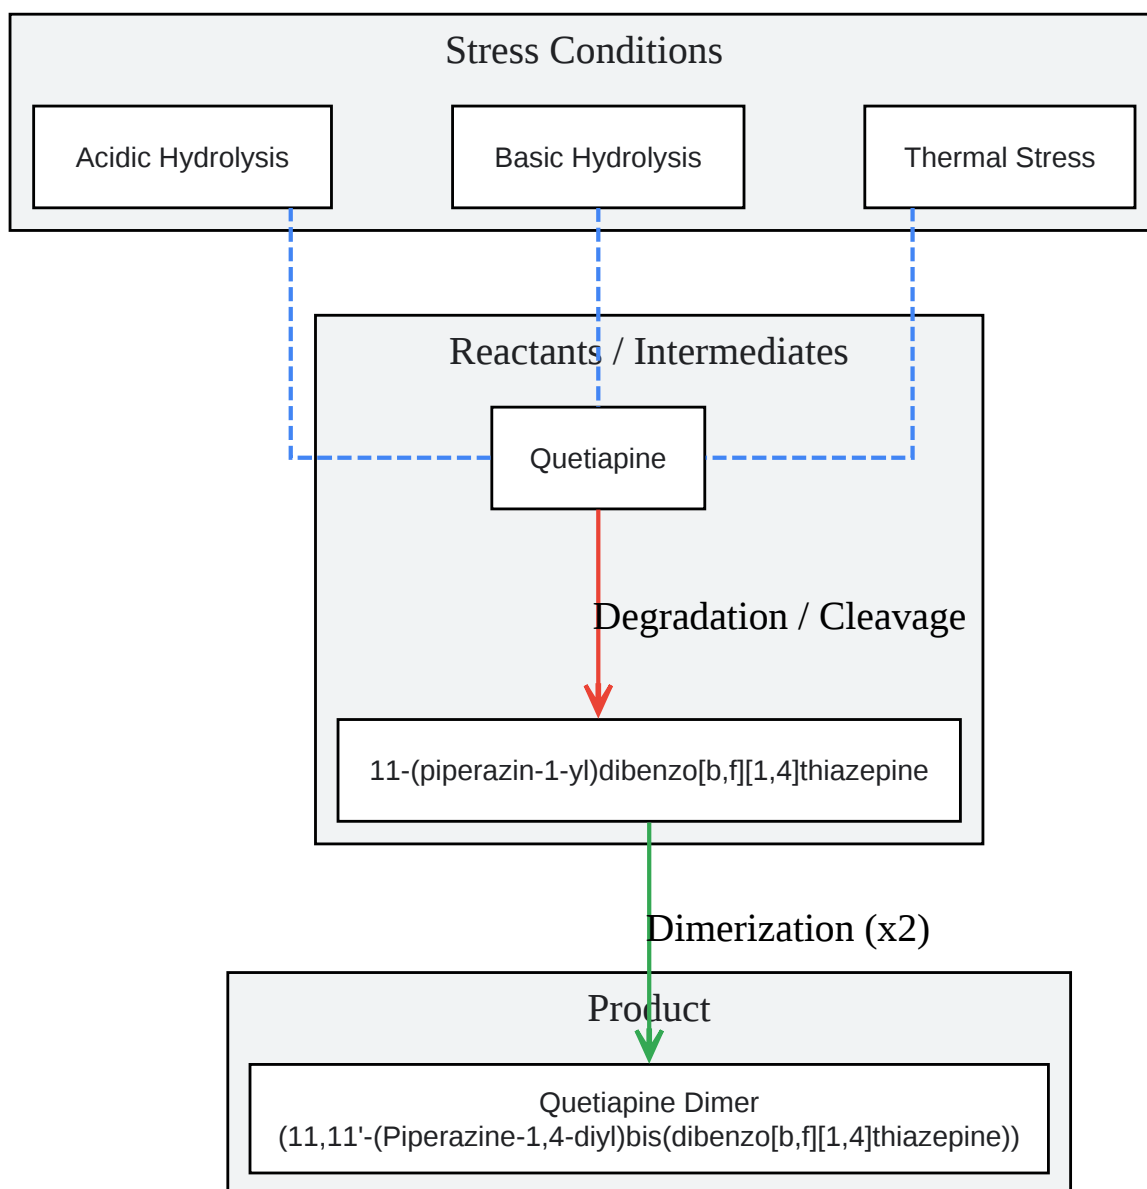 Stress Conditions
Acidic Hydrolysis
Basic Hydrolysis
Thermal Stress
Reactants / Intermediates
Quetiapine
Degradation / Cleavage
11-(piperazin-1-yl)dibenzo[b,f][1,4]thiazepine
Dimerization (x2)
Product
Quetiapine Dimer
(11,11'-(Piperazine-1,4-diyl)bis(dibenzo[b,f][1,4]thiazepine))